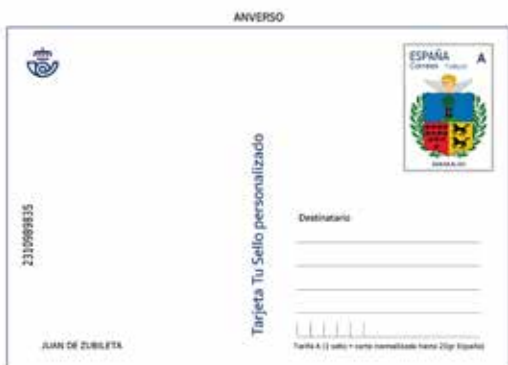 ANVERSO
ESPAÑA A
Correos
Tarjeta Tu Sello personalizado
2310989835
Destinatario
JUAN DE ZUBILETA
Tarifa A (1 sello = carta normalizada hasta 20gr España)